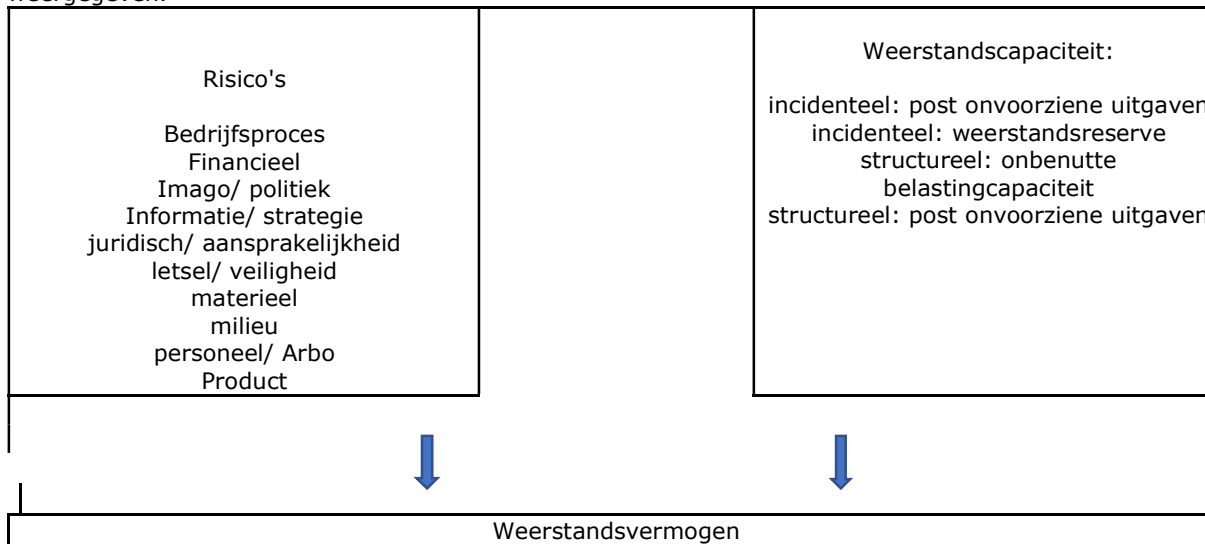 weergegeven.
Risico's
Bedrijfsproces
Financieel
Imago/ politiek
Informatie/ strategie
juridisch/ aansprakelijkheid
letsel/ veiligheid
materieel
milieu
personeel/ Arbo
Product
Weerstandscapaciteit:
incidenteel: post onvoorziene uitgaven
incidenteel: weerstandsreserve
structureel: onbenutte
belastingcapaciteit
structureel: post onvoorziene uitgaven
Weerstandsvermogen